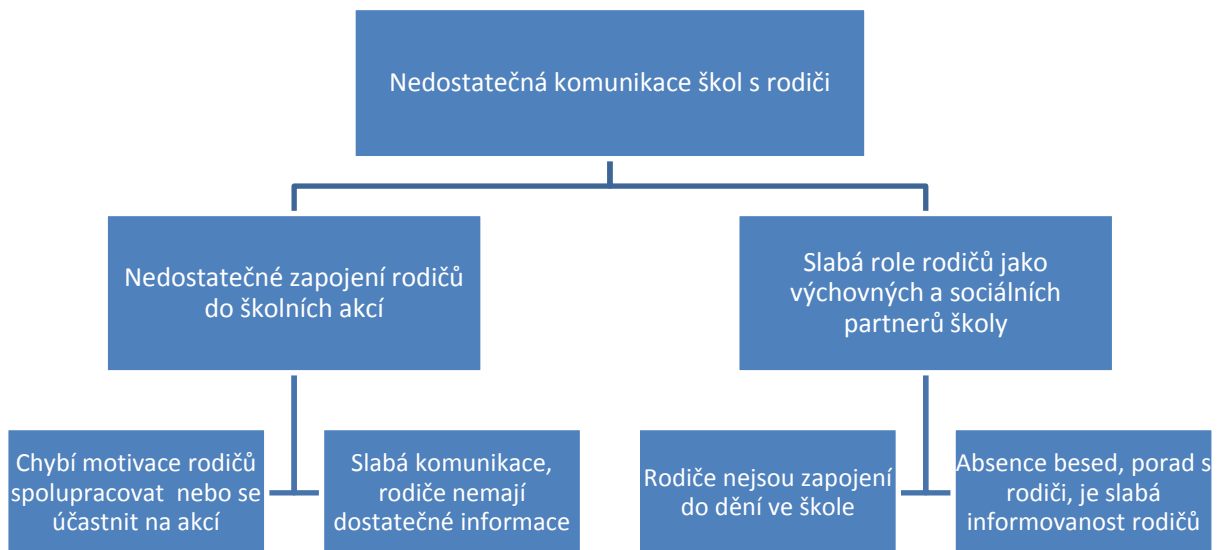 Nedostatečná komunikace škol s rodiči
Nedostatečné zapojení rodičů
do školních akcí
Slabá role rodičů jako
výchovných a sociálních
partnerů školy
Chybí motivace rodičů
spolupracovat nebo se
účastnit na akcí
Slabá komunikace,
rodiče nemají
dostatečné informace
Rodiče nejsou zapojení
do dění ve škole
Absence besed, porad s
rodiči, je slabá
informovanost rodičů